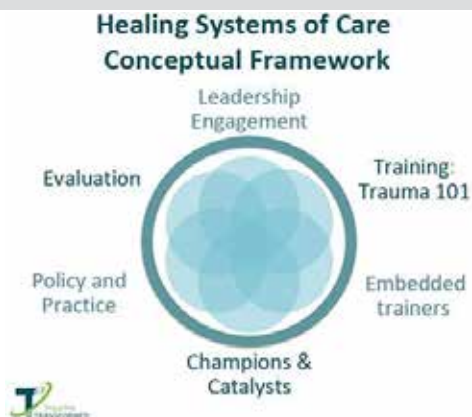 Healing Systems of Care
Conceptual Framework
Leadership
Engagement
Training:
Trauma 101
Embedded
trainers
Champions &
Catalysts
Policy and
Practice
Evaluation
TRANSFORMED